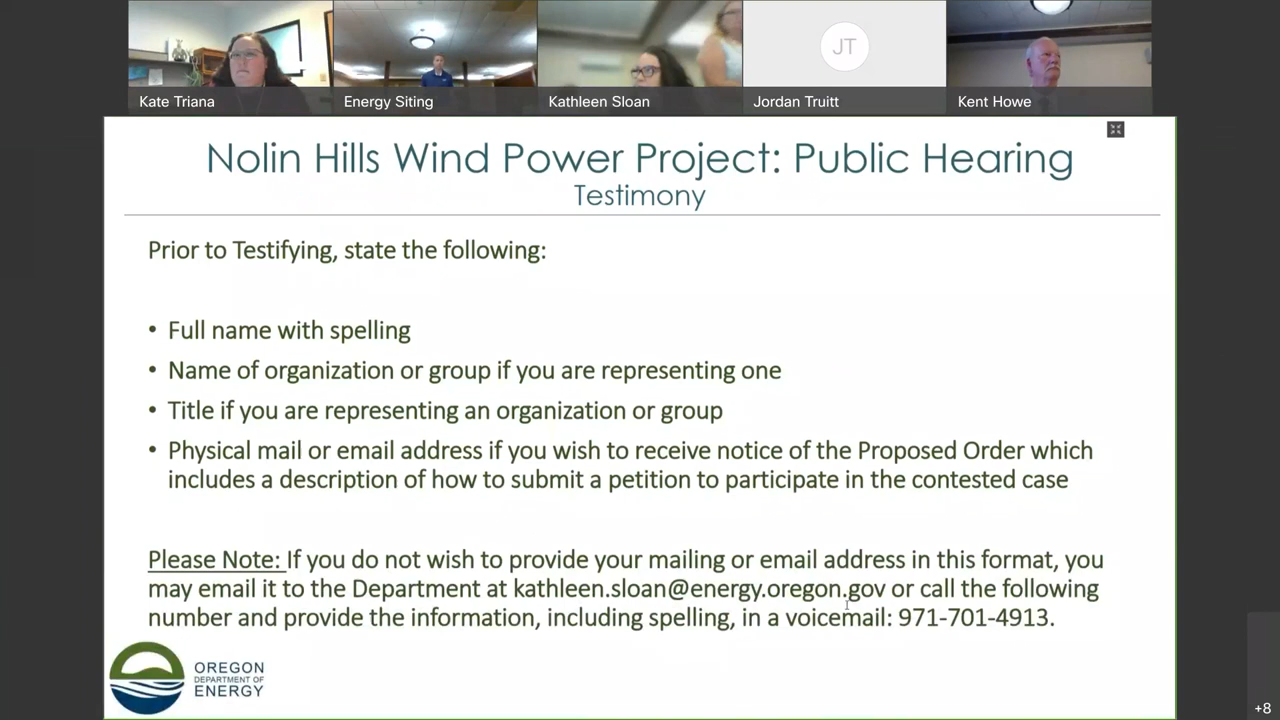 Kate Triana
Energy Siting
Kathleen Sloan
JT
Jordan Truitt
Kent Howe
Nolin Hills Wind Power Project: Public Hearing
Testimony
Prior to Testifying, state the following:
• Full name with spelling
• Name of organization or group if you are representing one
• Title if you are representing an organization or group
• Physical mail or email address if you wish to receive notice of the Proposed Order which
includes a description of how to submit a petition to participate in the contested case
Please Note: If you do not wish to provide your mailing or email address in this format, you
may email it to the Department at kathleen.sloan@energy.oregon.gov or call the following
number and provide the information, including spelling, in a voicemail: 971-701-4913.
OREGON
DEPARTMENT OF
ENERGY
+8